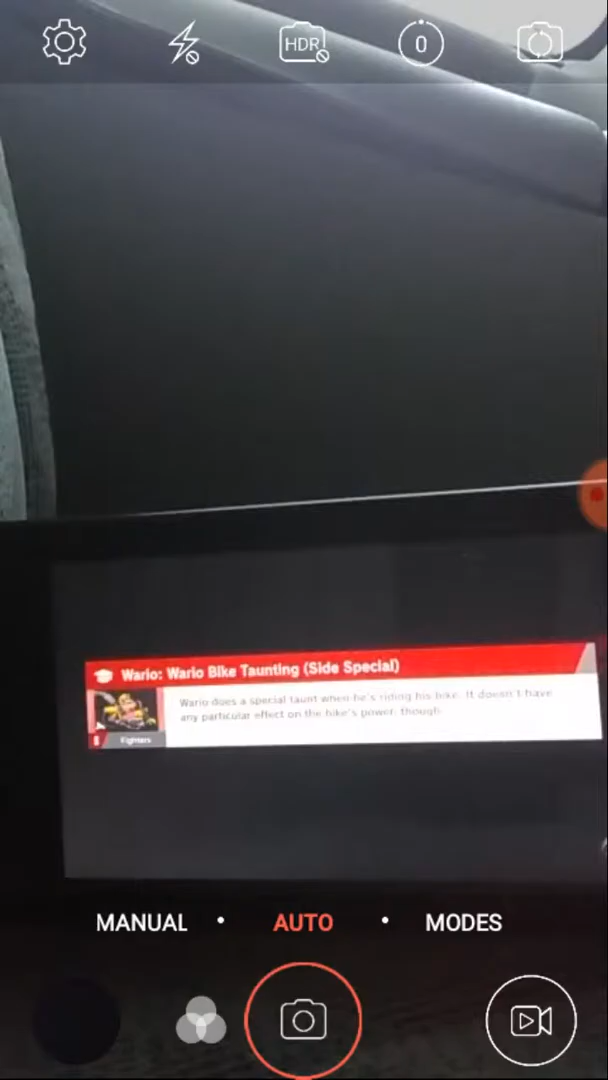 HDR
0
Wario: Wario Bike Taunting (Side Special)
Wario does a special taunt when he's riding his bike. It doesn't have
any particular effect on the bike's power, though.
8
Fighters
MANUAL • AUTO • MODES